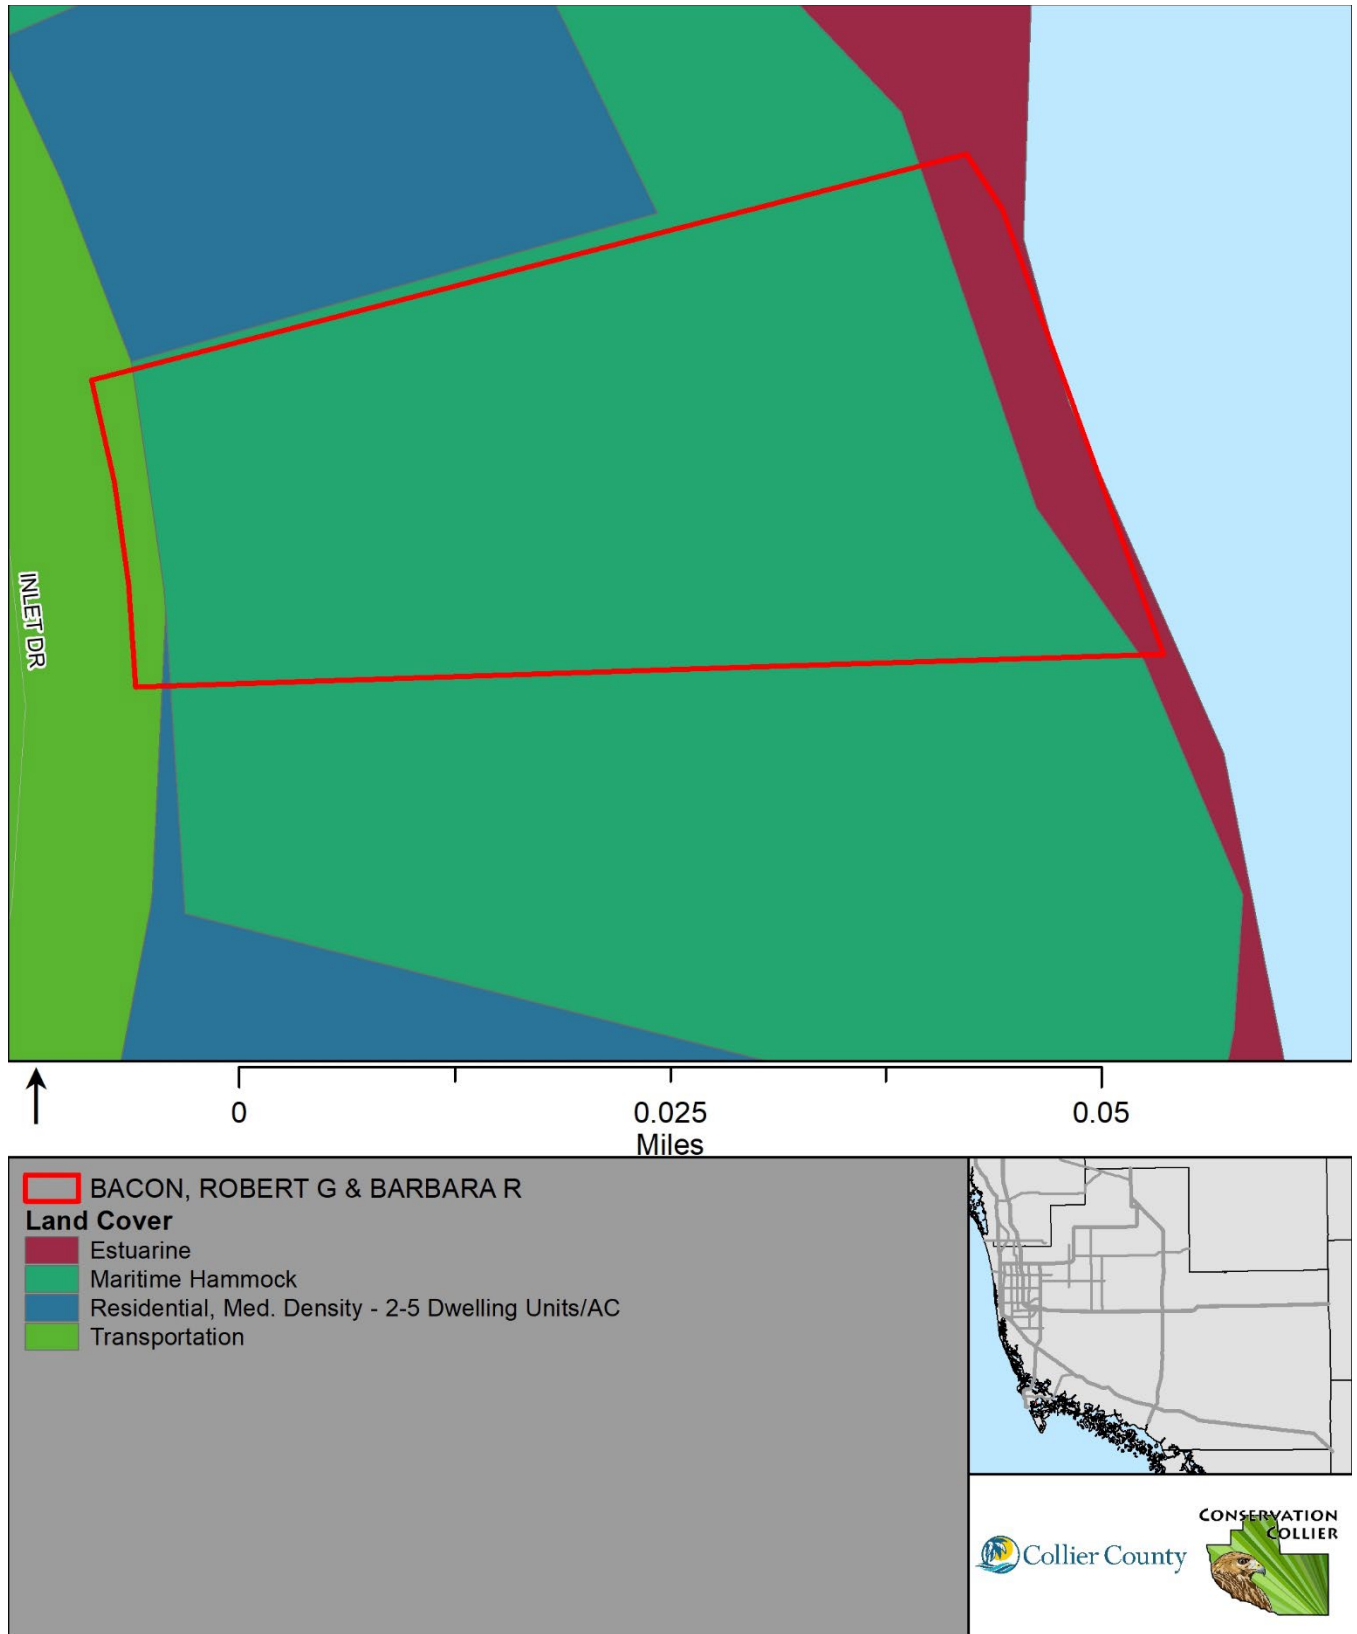 INLET DR
0
0.025
0.05
Miles
BACON, ROBERT G & BARBARA R
Land Cover
Estuarine
Maritime Hammock
Residential, Med. Density - 2-5 Dwelling Units/AC
Transportation
CONSERVATION
COLLIER
Collier County